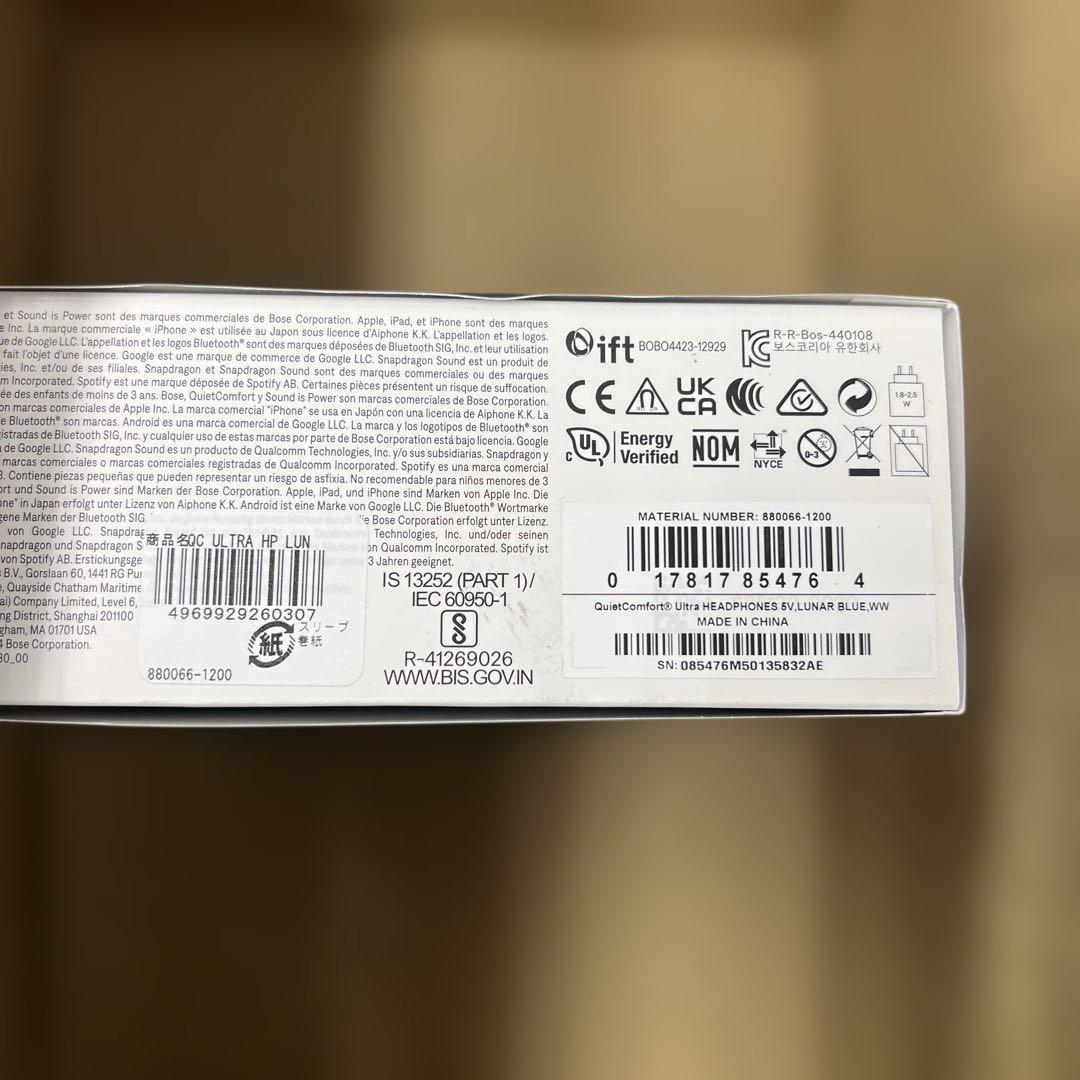 et Sound is Power sont des marques commerciales de Bose Corporation. Apple, iPad, et iPhone sont des marques
e Inc. La marque commerciale « iPhone » est utilisée au Japon sous licence d'Aiphone K.K. L'appellation et les logos
ue de Google LLC. L'appellation et les logos Bluetooth® sont des marques déposées de Bluetooth SIG, Inc. et leur utilisation
fait l'objet d'une licence. Google est une marque de commerce de Google LLC. Snapdragon Sound est un produit de
ies, Inc. et/ou de ses filiales. Snapdragon et Snapdragon Sound sont des marques commerciales ou des marques
mm Incorporated. Spotify est une marque déposée de Spotify AB. Certaines pièces présentent un risque de suffocation.
ée des enfants de moins de 3 ans. Bose, QuietComfort y Sound is Power son marcas comerciales de Bose Corporation.
on marcas comerciales de Apple Inc. La marca comercial "iPhone" se usa en Japón con una licencia de Aiphone K.K. La
e Bluetooth® son marcas. Android es una marca comercial de Google LLC. La marca y los logotipos de Bluetooth® son
gistradas de Bluetooth SIG, Inc. y cualquier uso de estas marcas por parte de Bose Corporation está bajo licencia. Google
a de Google LLC. Snapdragon Sound es un producto de Qualcomm Technologies, Inc. y/o sus subsidiarias. Snapdragon y
marcas comerciales o marcas comerciales registradas de Qualcomm Incorporated. Spotify es una marca comercial
B. Contiene piezas pequeñas que pueden representar un riesgo de asfixia. No recomendable para niños menores de 3
ort und Sound is Power sind Marken der Bose Corporation. Apple, iPad, und iPhone sind Marken von Apple Inc. Die
one" in Japan erfolgt unter Lizenz von Aiphone K.K. Android ist eine Marke von Google LLC. Die Bluetooth® Wortmarke
gene Marken der Bluetooth SIG die Bose Corporation erfolgt unter Lizenz.
von Google LLC. Snapdrag Technologies, Inc. und/oder seinen
napdragon und Snapdragon S on Qualcomm Incorporated. Spotify ist
von Spotify AB. Erstickungsge 3 Jahren geeignet.
s B.V., Gorslaan 60, 1441 RG Pur
e, Quayside Chatham Maritime
ai) Company Limited, Level 6,
ng District, Shanghai 201100
gham, MA 01701 USA
4 Bose Corporation.
30_00
商品名QC ULTRA HP LUN
4969929260307
紙
スリーブ
巻紙
880066-1200
IS 13252 (PART 1)/
IEC 60950-1
R-41269026
WWW.BIS.GOV.IN
ift BOBO4423-12929
R-R-Bos-440108
보스코리아 유한회사
CE UK CA
1.8-2.5
W
c UL Energy Verified
NOM
NYCE
0-3
MATERIAL NUMBER: 880066-1200
0 17817 85476 4
QuietComfort® Ultra HEADPHONES 5V,LUNAR BLUE,WW
MADE IN CHINA
SN: 085476M50135832AE